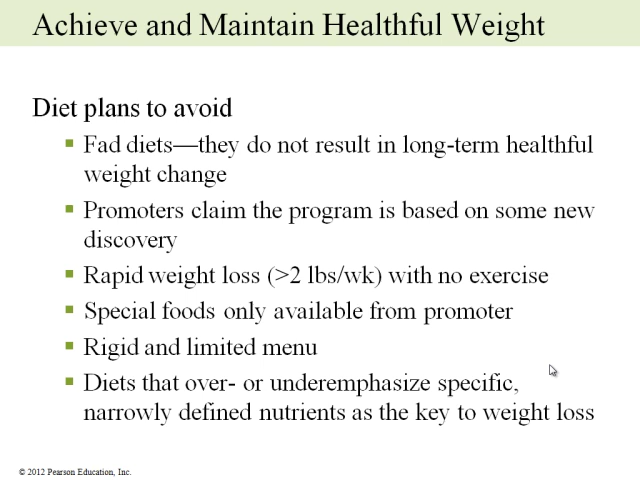 Achieve and Maintain Healthful Weight
Diet plans to avoid
Fad diets—they do not result in long-term healthful
weight change
Promoters claim the program is based on some new
discovery
Rapid weight loss (>2 lbs/wk) with no exercise
Special foods only available from promoter
Rigid and limited menu
Diets that over- or underemphasize specific,
narrowly defined nutrients as the key to weight loss
© 2012 Pearson Education, Inc.